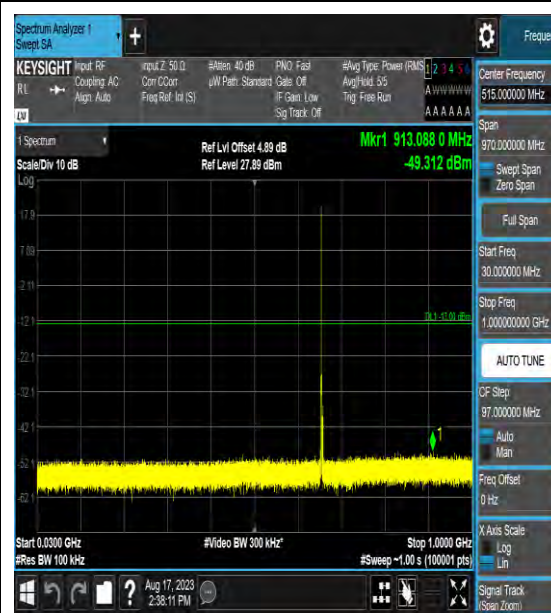 Spectrum Analyzer 1
Swept SA
+
Freque
KEYSIGHT
RL
LV
Input: RF
Coupling: AC
Align: Auto
Input Z: 50 Ω
Corr CCorr
Freq Ref: Int (S)
#Atten: 40 dB
µW Path: Standard
PNO: Fast
Gate: Off
IF Gain: Low
Sig Track: Off
#Avg Type: Power (RMS
Avg|Hold: 5/5
Trig: Free Run
1 2 3 4 5 6
A W W W W W
A A A A A A
1 Spectrum
Scale/Div 10 dB
Log
Ref Lvl Offset 4.89 dB
Ref Level 27.89 dBm
Mkr1 913.088 0 MHz
-49.312 dBm
17.9
7.89
-2.11
-12.1
-22.1
-32.1
-42.1
-52.1
-62.1
DL1 -13.00 dBm
1
Start 0.0300 GHz
#Res BW 100 kHz
#Video BW 300 kHz*
Stop 1.0000 GHz
#Sweep ~1.00 s (100001 pts)
Center Frequency
515.000000 MHz
Span
970.000000 MHz
Swept Span
Zero Span
Full Span
Start Freq
30.000000 MHz
Stop Freq
1.000000000 GHz
AUTO TUNE
CF Step
97.000000 MHz
Auto
Man
Freq Offset
0 Hz
X Axis Scale
Log
Lin
Signal Track
(Span Zoom)
?
Aug 17, 2023
2:38:11 PM